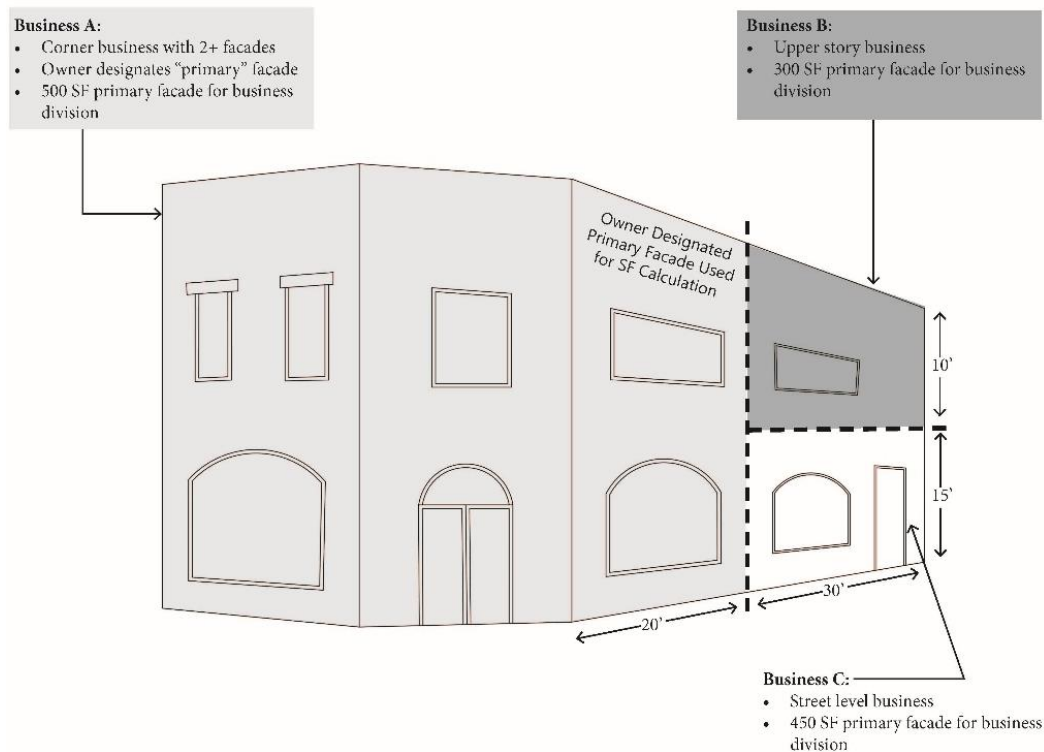 Business A:
• Corner business with 2+ facades
• Owner designates "primary" facade
• 500 SF primary facade for business
division
Business B:
• Upper story business
• 300 SF primary facade for business
division
Owner Designated
Primary Facade Used
for SF Calculation
10'
15'
30'
20'
Business C:
• Street level business
• 450 SF primary facade for business
division